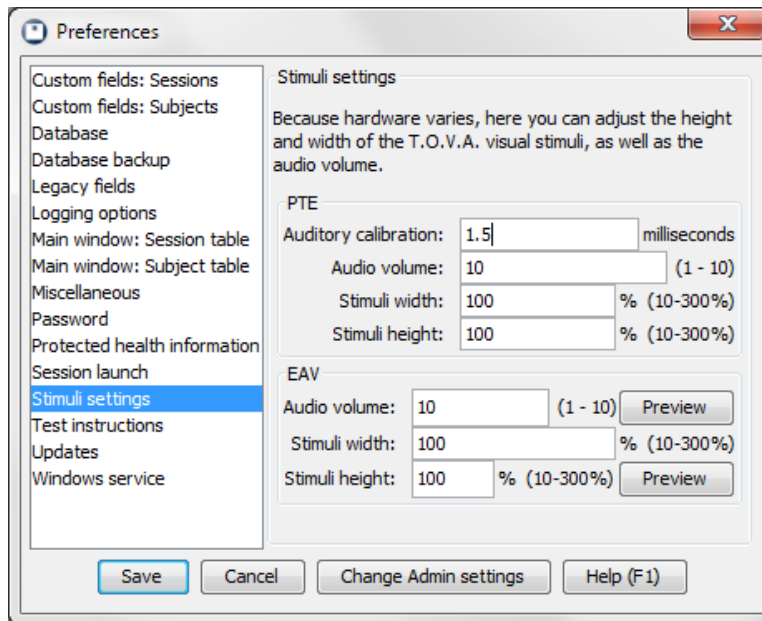 Preferences
Custom fields: Sessions
Custom fields: Subjects
Database
Database backup
Legacy fields
Logging options
Main window: Session table
Main window: Subject table
Miscellaneous
Password
Protected health information
Session launch
Stimuli settings
Test instructions
Updates
Windows service
Stimuli settings
Because hardware varies, here you can adjust the height
and width of the T.O.V.A. visual stimuli, as well as the
audio volume.
PTE
Auditory calibration: 1.5 milliseconds
Audio volume: 10 (1 - 10)
Stimuli width: 100 % (10-300%)
Stimuli height: 100 % (10-300%)
EAV
Audio volume: 10 (1 - 10) Preview
Stimuli width: 100 % (10-300%)
Stimuli height: 100 % (10-300%) Preview
Save Cancel Change Admin settings Help (F1)